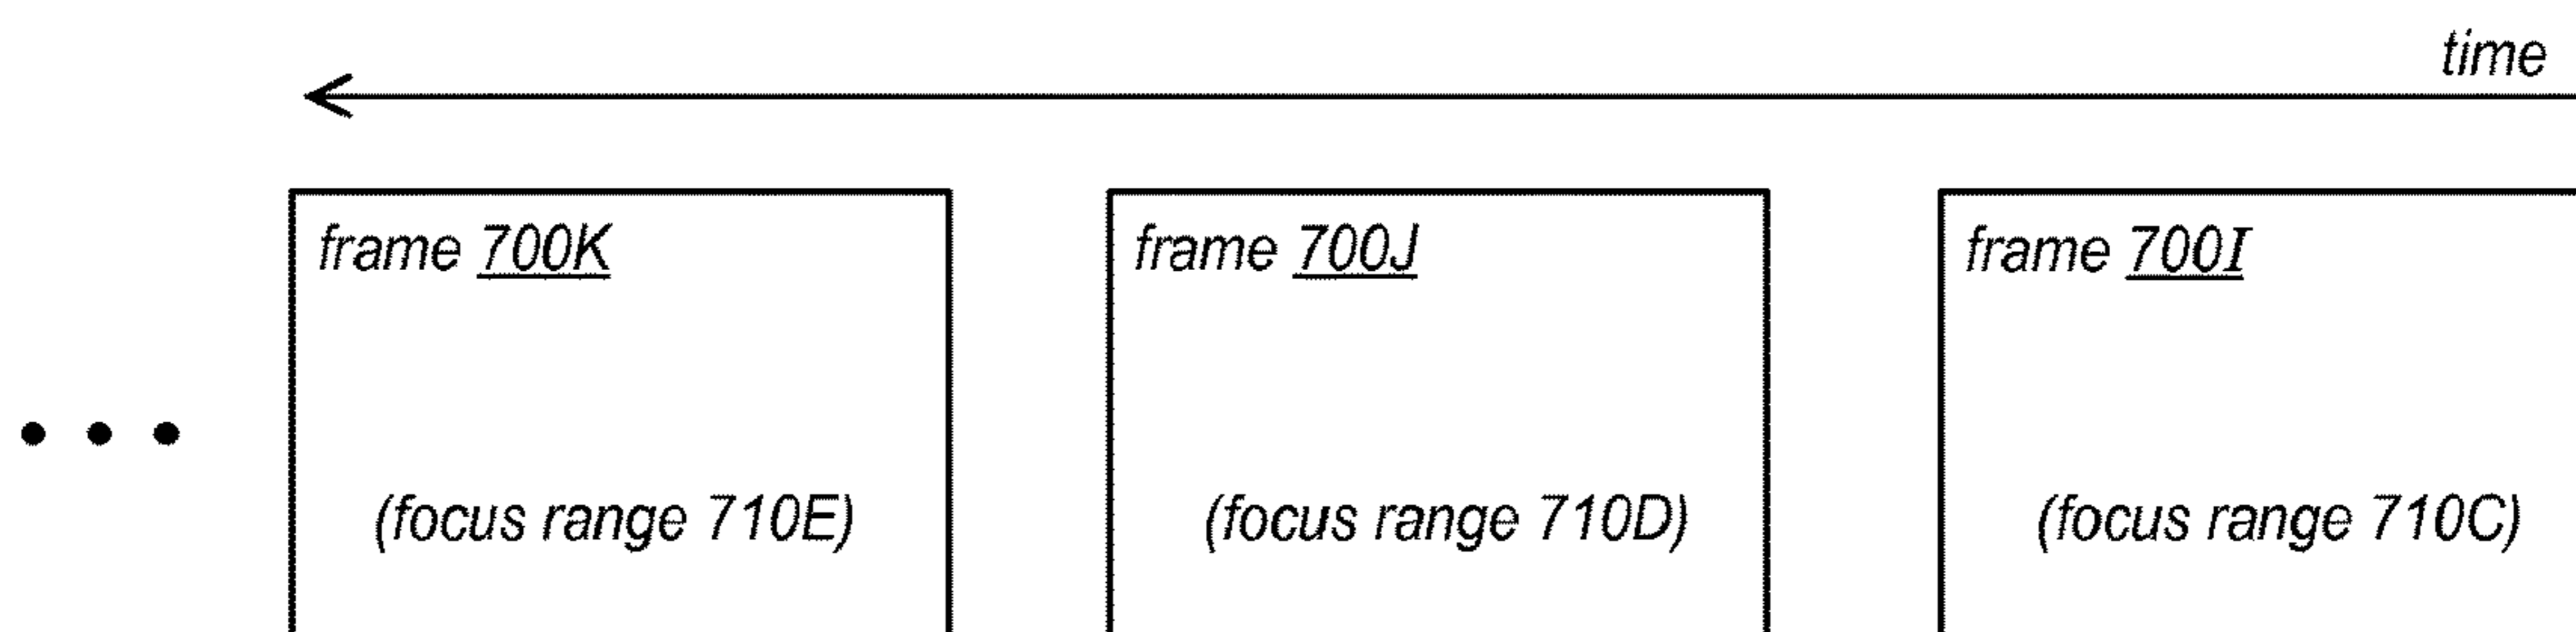 time
frame 700K
frame 700J
frame 700I
(focus range 710E)
(focus range 710D)
(focus range 710C)